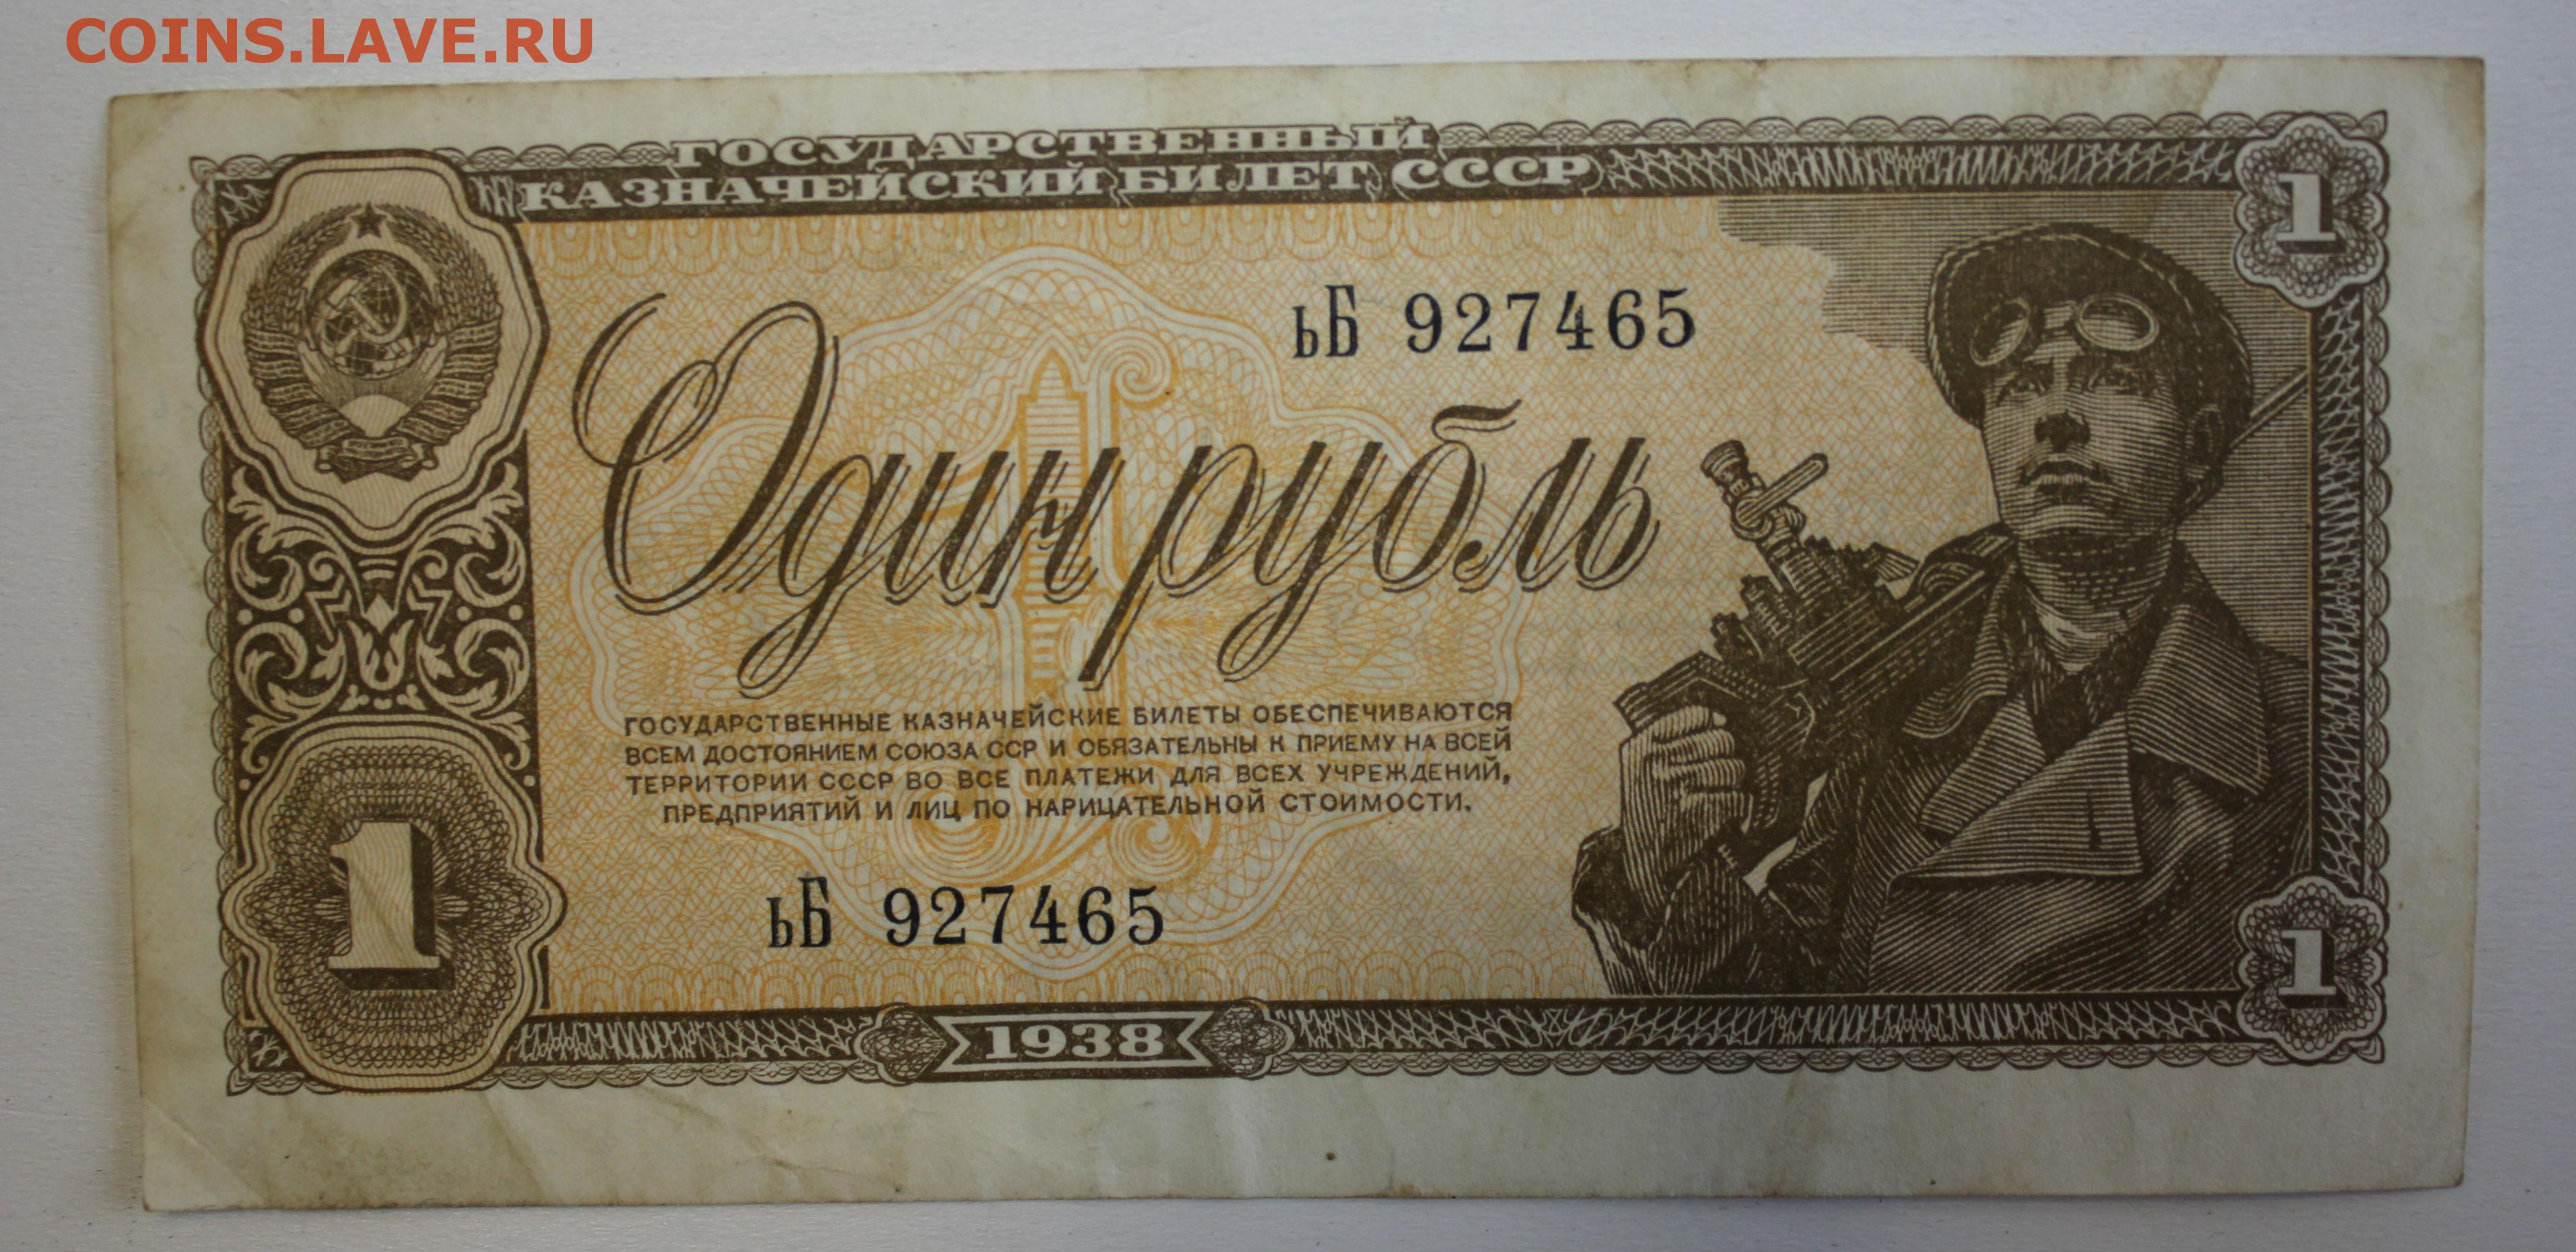 COINS.LAVE.RU
ГОСУДАРСТВЕННЫЙ
КАЗНАЧЕЙСКИЙ БИЛЕТ СССР
1
ьБ 927465
Один рубль
ГОСУДАРСТВЕННЫЕ КАЗНАЧЕЙСКИЕ БИЛЕТЫ ОБЕСПЕЧИВАЮТСЯ
ВСЕМ ДОСТОЯНИЕМ СОЮЗА ССР И ОБЯЗАТЕЛЬНЫ К ПРИЕМУ НА ВСЕЙ
ТЕРРИТОРИИ СССР ВО ВСЕ ПЛАТЕЖИ ДЛЯ ВСЕХ УЧРЕЖДЕНИЙ,
ПРЕДПРИЯТИЙ И ЛИЦ ПО НАРИЦАТЕЛЬНОЙ СТОИМОСТИ.
1
ьБ 927465
1
1
1938